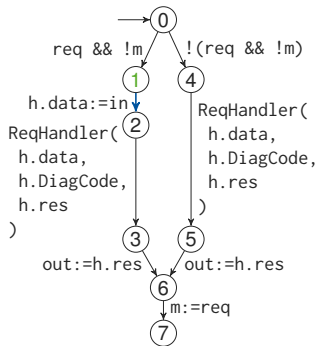 0
req && !m
!(req && !m)
1
4
h.data:=in
2
ReqHandler(
h.data,
h.DiagCode,
h.res
)
ReqHandler(
h.data,
h.DiagCode,
h.res
)
3
5
out:=h.res
out:=h.res
6
m:=req
7